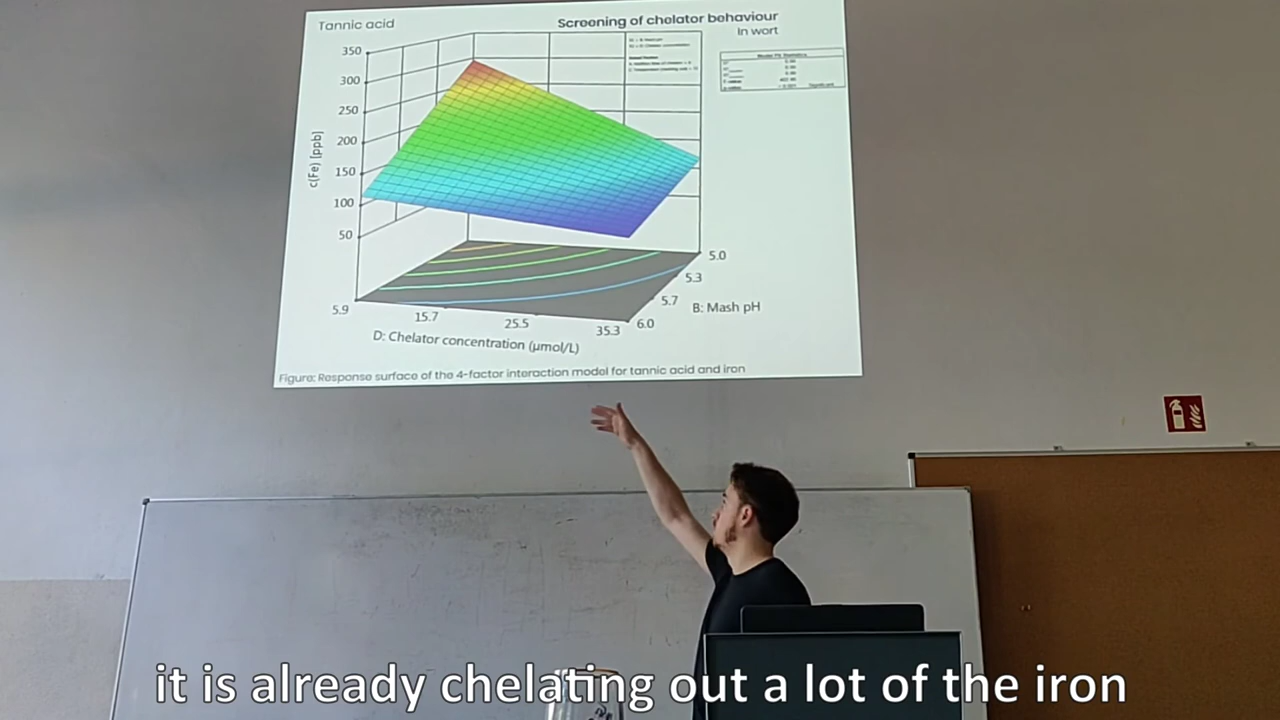 Tannic acid
Screening of chelator behaviour
In wort
Model Fit Statistics
350
300
250
200
150
100
50
c(Fe) [ppb]
5.9
15.7
25.5
35.3
D: Chelator concentration (µmol/L)
5.0
5.3
5.7
6.0
B: Mash pH
Figure: Response surface of the 4-factor interaction model for tannic acid and iron
it is already chelating out a lot of the iron